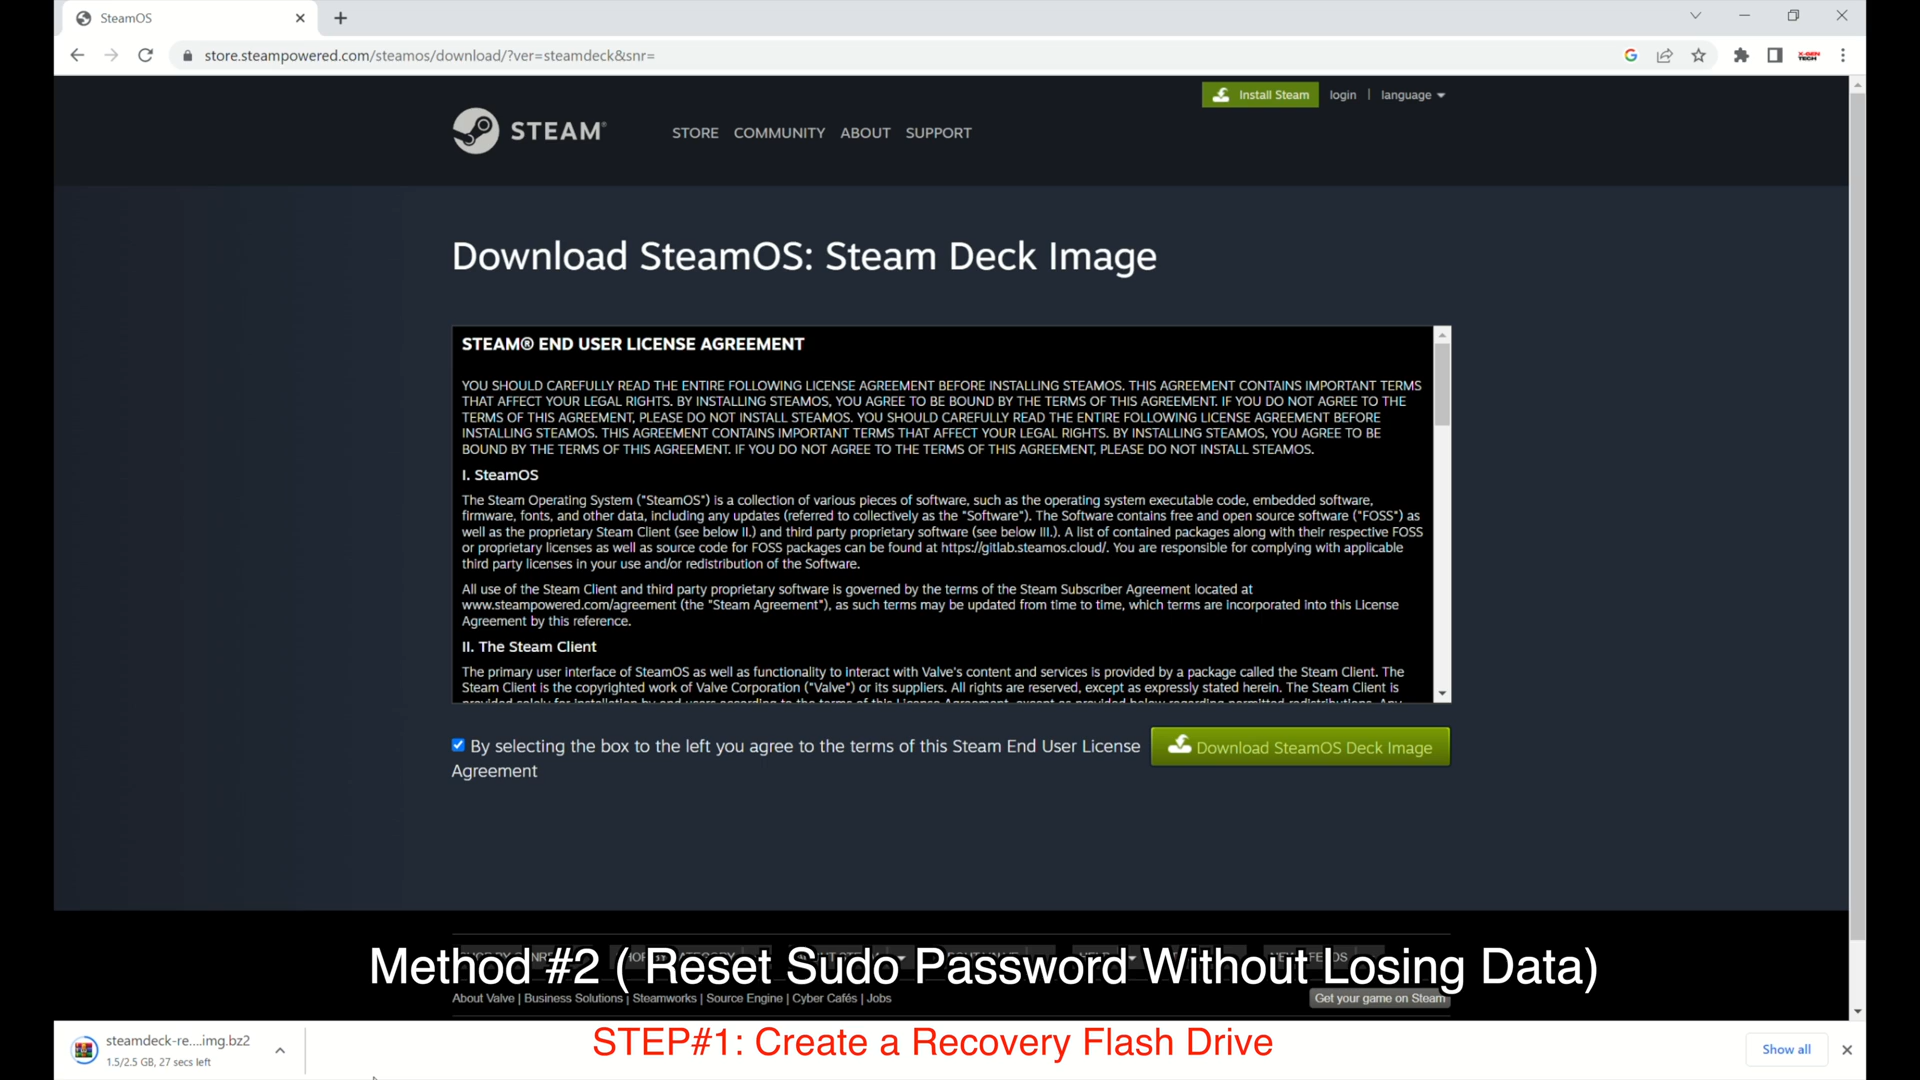 SteamOS
store.steampowered.com/steamos/download/?ver=steamdeck&snr=
X-GEN
TECH
Install Steam
login | language
STEAM®
STORE COMMUNITY ABOUT SUPPORT
Download SteamOS: Steam Deck Image
STEAM® END USER LICENSE AGREEMENT
YOU SHOULD CAREFULLY READ THE ENTIRE FOLLOWING LICENSE AGREEMENT BEFORE INSTALLING STEAMOS. THIS AGREEMENT CONTAINS IMPORTANT TERMS
THAT AFFECT YOUR LEGAL RIGHTS. BY INSTALLING STEAMOS, YOU AGREE TO BE BOUND BY THE TERMS OF THIS AGREEMENT. IF YOU DO NOT AGREE TO THE
TERMS OF THIS AGREEMENT, PLEASE DO NOT INSTALL STEAMOS. YOU SHOULD CAREFULLY READ THE ENTIRE FOLLOWING LICENSE AGREEMENT BEFORE
INSTALLING STEAMOS. THIS AGREEMENT CONTAINS IMPORTANT TERMS THAT AFFECT YOUR LEGAL RIGHTS. BY INSTALLING STEAMOS, YOU AGREE TO BE
BOUND BY THE TERMS OF THIS AGREEMENT. IF YOU DO NOT AGREE TO THE TERMS OF THIS AGREEMENT, PLEASE DO NOT INSTALL STEAMOS.
I. SteamOS
The Steam Operating System ("SteamOS") is a collection of various pieces of software, such as the operating system executable code, embedded software,
firmware, fonts, and other data, including any updates (referred to collectively as the "Software"). The Software contains free and open source software ("FOSS") as
well as the proprietary Steam Client (see below II.) and third party proprietary software (see below III.). A list of contained packages along with their respective FOSS
or proprietary licenses as well as source code for FOSS packages can be found at https://gitlab.steamos.cloud/. You are responsible for complying with applicable
third party licenses in your use and/or redistribution of the Software.
All use of the Steam Client and third party proprietary software is governed by the terms of the Steam Subscriber Agreement located at
www.steampowered.com/agreement (the "Steam Agreement"), as such terms may be updated from time to time, which terms are incorporated into this License
Agreement by this reference.
II. The Steam Client
The primary user interface of SteamOS as well as functionality to interact with Valve's content and services is provided by a package called the Steam Client. The
Steam Client is the copyrighted work of Valve Corporation ("Valve") or its suppliers. All rights are reserved, except as expressly stated herein. The Steam Client is
By selecting the box to the left you agree to the terms of this Steam End User License
Agreement
Download SteamOS Deck Image
Method #2 ( Reset Sudo Password Without Losing Data)
About Valve | Business Solutions | Steamworks | Source Engine | Cyber Cafés | Jobs
Get your game on Steam
steamdeck-re....img.bz2
1.5/2.5 GB, 27 secs left
STEP#1: Create a Recovery Flash Drive
Show all